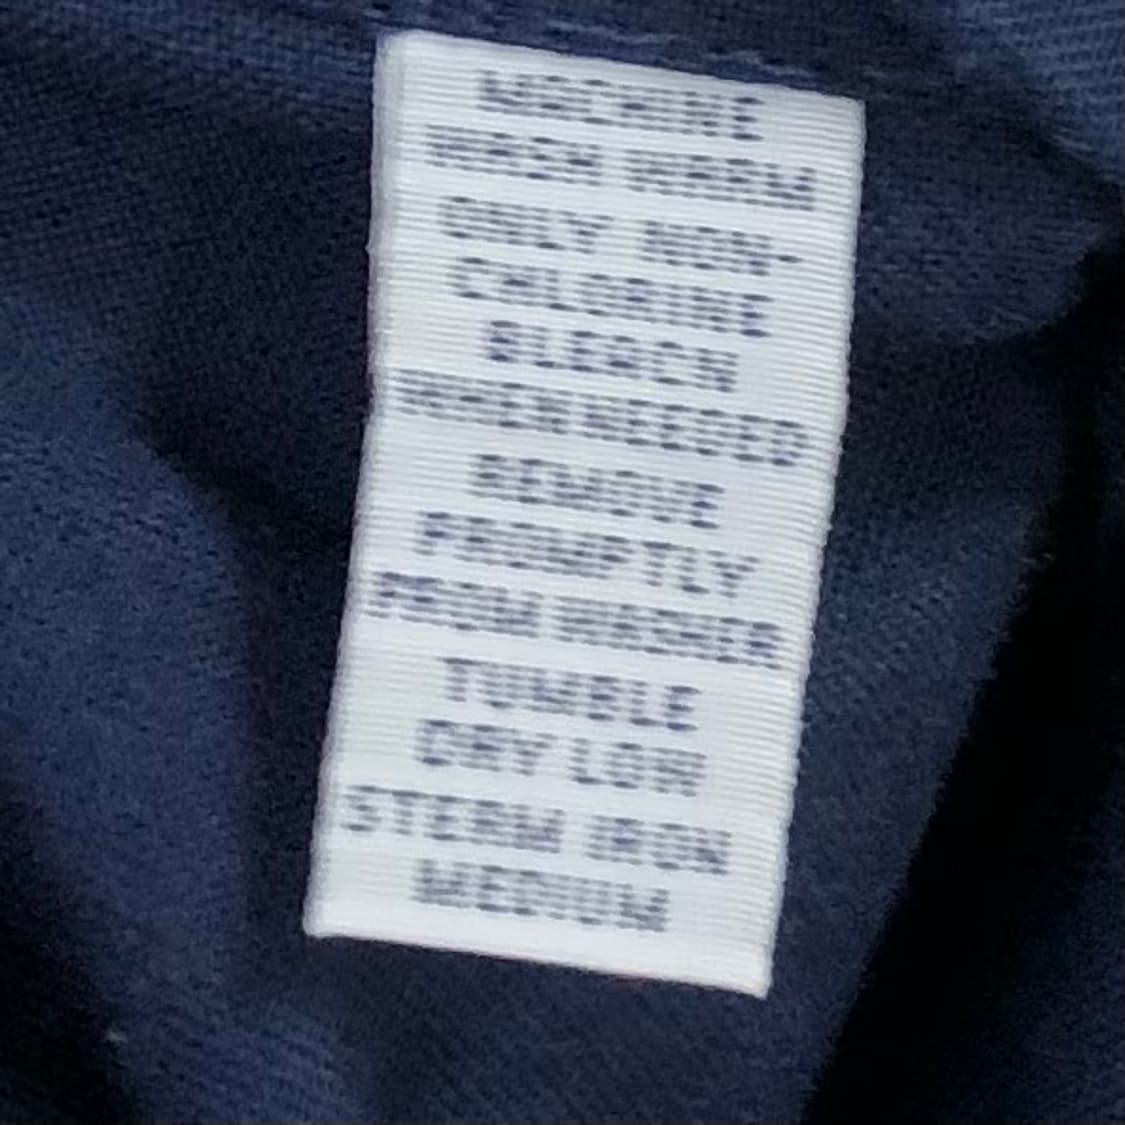 MACHINE
WASH WARM
ONLY NON-
CHLORINE
BLEACH
WHEN NEEDED
REMOVE
PROMPTLY
FROM WASHER
TUMBLE
DRY LOW
STEAM IRON
MEDIUM